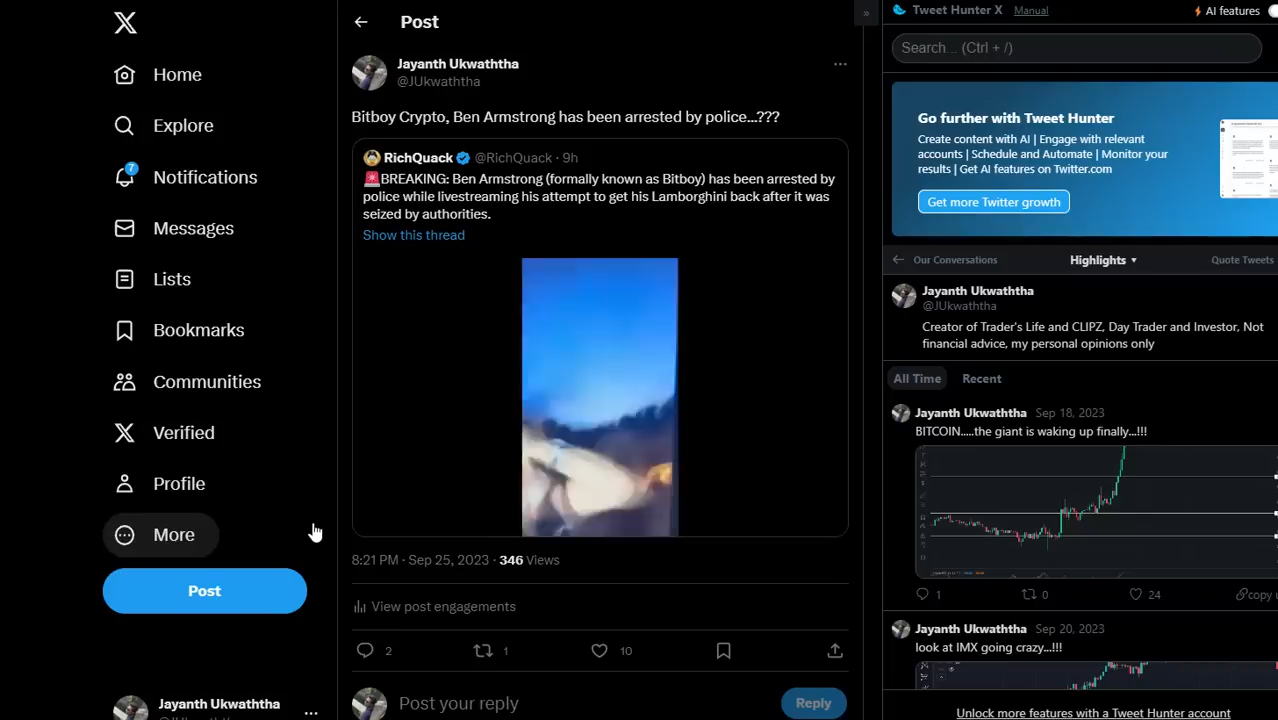 Home
Explore
7
Notifications
Messages
Lists
Bookmarks
Communities
Verified
Profile
More
Post
Jayanth Ukwaththa
Post
Jayanth Ukwaththa
@JUkwaththa
Bitboy Crypto, Ben Armstrong has been arrested by police...???
RichQuack @RichQuack · 9h
🚨BREAKING: Ben Armstrong (formally known as Bitboy) has been arrested by
police while livestreaming his attempt to get his Lamborghini back after it was
seized by authorities.
Show this thread
8:21 PM · Sep 25, 2023 · 346 Views
View post engagements
2
1
10
Post your reply
Reply
»
Tweet Hunter X Manual
AI features
Search... (Ctrl + /)
Go further with Tweet Hunter
Create content with AI | Engage with relevant
accounts | Schedule and Automate | Monitor your
results | Get AI features on Twitter.com
Get more Twitter growth
Our Conversations
Highlights
Quote Tweets
Jayanth Ukwaththa
@JUkwaththa
Creator of Trader's Life and CLIPZ, Day Trader and Investor, Not
financial advice, my personal opinions only
All Time
Recent
Jayanth Ukwaththa Sep 18, 2023
BITCOIN.....the giant is waking up finally...!!!
1
0
24
copy
Jayanth Ukwaththa Sep 20, 2023
look at IMX going crazy...!!!
Unlock more features with a Tweet Hunter account